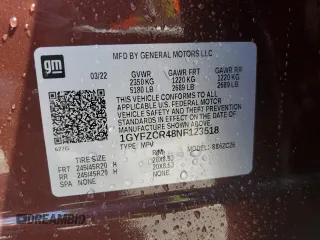 gm
MFD BY GENERAL MOTORS LLC
03/22 GVWR GAWR FRT GAWR RR
2350 KG 1220 KG 1220 KG
5180 LB 2689 LB 2689 LB
THIS VEHICLE CONFORMS TO ALL APPLICABLE
U.S. FEDERAL MOTOR VEHICLE
SAFETY AND THEFT PREVENTION
STANDARDS IN EFFECT ON THE DATE OF
MANUFACTURE SHOWN ABOVE.
1GYFZCR48NF123518
TYPE: MPV MODEL:
TIRE SIZE RIM
FRT 245/45R20 H
RR 245/45R20 H
SPA NONE NONE
DREAMBID